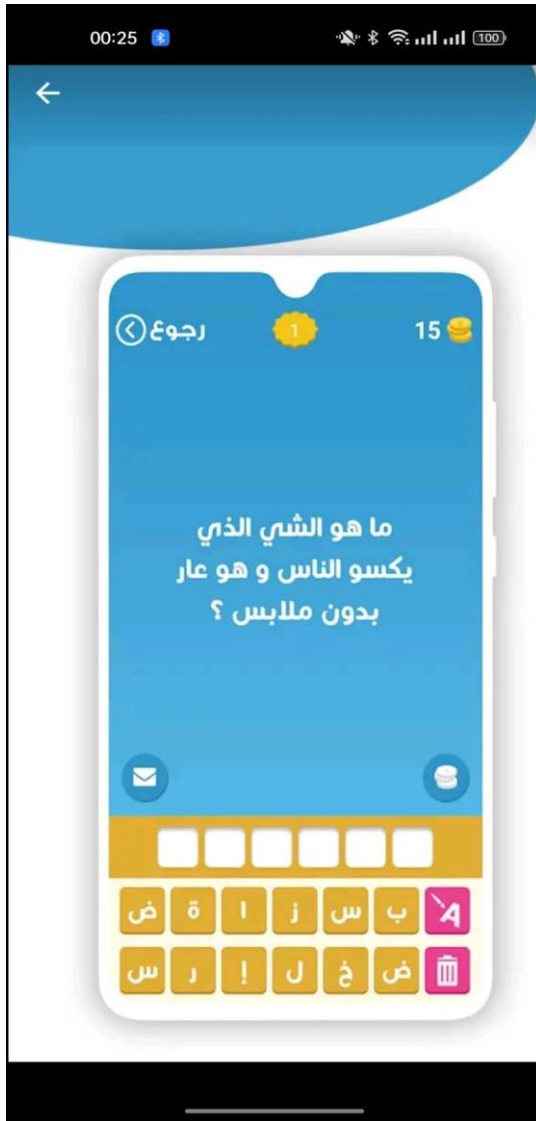 00:25
100
رجوع
1
15
ما هو الشي الذي
يكسو الناس و هو عار
بدون ملابس ؟
ض ة ا ز س ب A
س ر إ ل خ ض